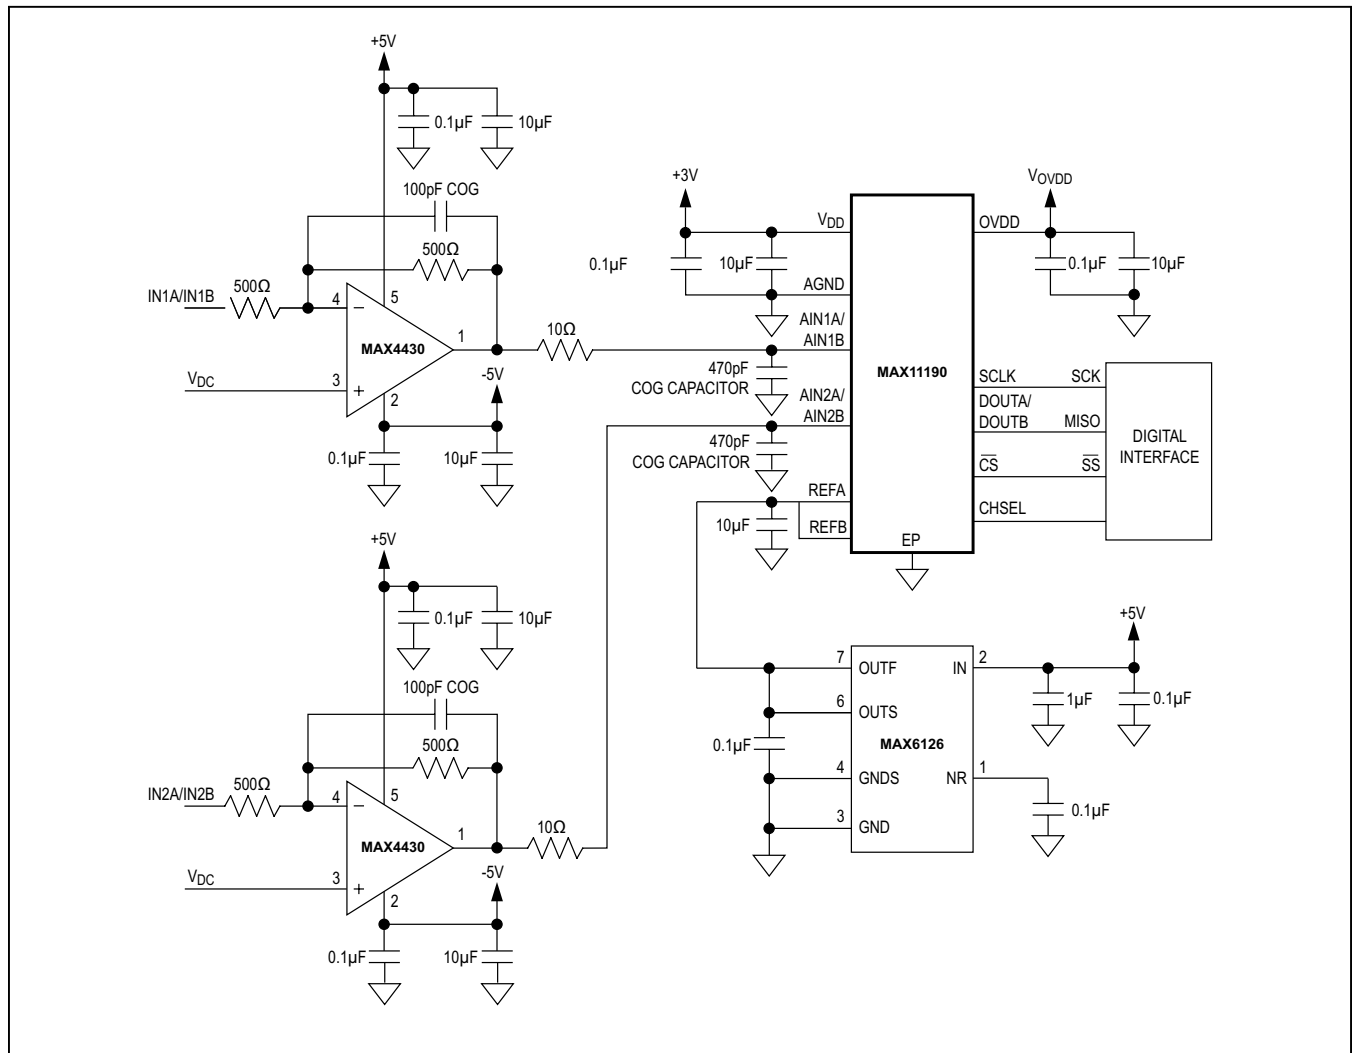 +5V
0.1µF
10µF
100pF COG
500Ω
IN1A/IN1B
500Ω
4
5
MAX4430
1
10Ω
VDC
3
2
-5V
0.1µF
10µF
+5V
0.1µF
10µF
100pF COG
500Ω
IN2A/IN2B
500Ω
4
5
MAX4430
1
10Ω
VDC
3
2
-5V
0.1µF
10µF
+3V
0.1µF
10µF
VDD
AGND
AIN1A/
AIN1B
470pF
COG CAPACITOR
AIN2A/
AIN2B
470pF
COG CAPACITOR
REFA
REFB
10µF
MAX11190
EP
VOVDD
OVDD
0.1µF
10µF
SCLK
SCK
DOUTA/
DOUTB
MISO
CS
SS
CHSEL
DIGITAL
INTERFACE
+5V
7
OUTF
IN
2
1µF
0.1µF
6
OUTS
MAX6126
0.1µF
4
GNDS
NR
1
0.1µF
3
GND